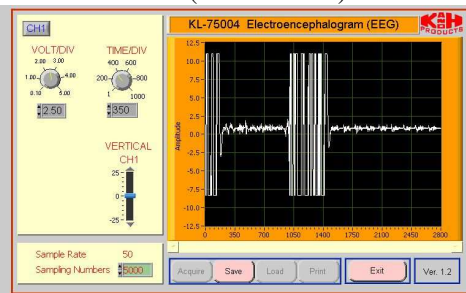 CH1
VOLT/DIV
2.00 3.00
1.00 4.00
0.10 5.00
2.50
TIME/DIV
400 600
200 800
1 1000
350
VERTICAL
CH1
25
0
-25
Sample Rate 50
Sampling Numbers 5000
KL-75004 Electroencephalogram (EEG)
K&H
PRODUCTS
Amplitude
12.5
10.0
7.5
5.0
2.5
0.0
-2.5
-5.0
-7.5
-10.0
-12.5
0 350 700 1050 1400 1750 2100 2450 2800
Acquire Save Load Print Exit Ver. 1.2